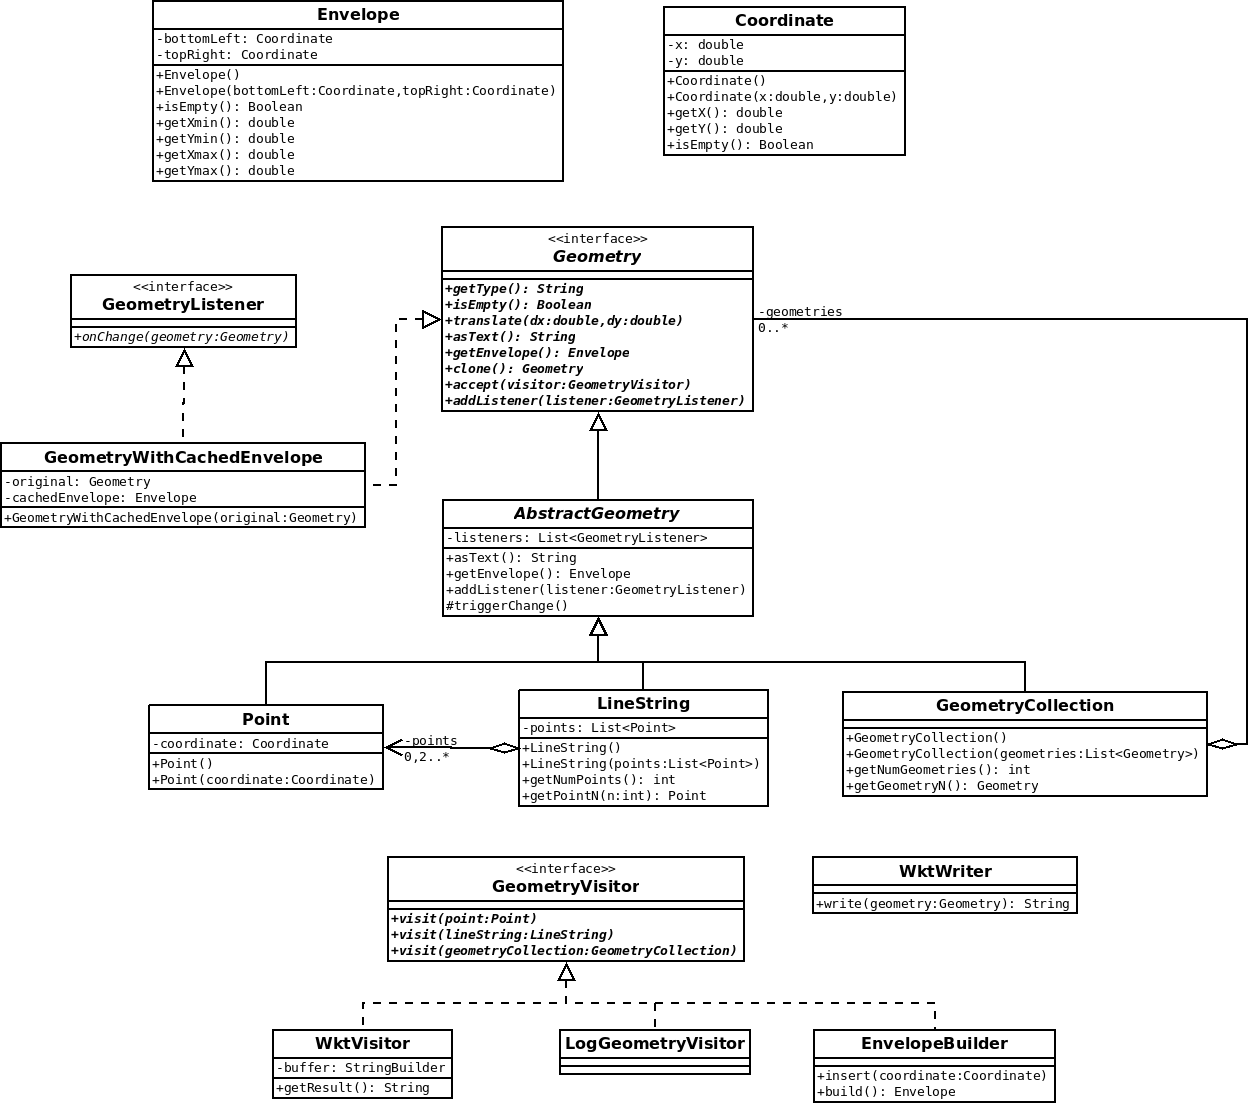 Envelope
-bottomLeft: Coordinate
-topRight: Coordinate
+Envelope()
+Envelope(bottomLeft:Coordinate,topRight:Coordinate)
+isEmpty(): Boolean
+getXmin(): double
+getYmin(): double
+getXmax(): double
+getYmax(): double
Coordinate
-x: double
-y: double
+Coordinate()
+Coordinate(x:double,y:double)
+getX(): double
+getY(): double
+isEmpty(): Boolean
<<interface>>
Geometry
+getType(): String
+isEmpty(): Boolean
+translate(dx:double,dy:double)
+asText(): String
+getEnvelope(): Envelope
+clone(): Geometry
+accept(visitor:GeometryVisitor)
+addListener(listener:GeometryListener)
-geometries
0..*
<<interface>>
GeometryListener
+onChange(geometry:Geometry)
GeometryWithCachedEnvelope
-original: Geometry
-cachedEnvelope: Envelope
+GeometryWithCachedEnvelope(original:Geometry)
AbstractGeometry
-listeners: List<GeometryListener>
+asText(): String
+getEnvelope(): Envelope
+addListener(listener:GeometryListener)
#triggerChange()
Point
-coordinate: Coordinate
+Point()
+Point(coordinate:Coordinate)
-points
0,2..*
LineString
-points: List<Point>
+LineString()
+LineString(points:List<Point>)
+getNumPoints(): int
+getPointN(n:int): Point
GeometryCollection
+GeometryCollection()
+GeometryCollection(geometries:List<Geometry>)
+getNumGeometries(): int
+getGeometryN(): Geometry
<<interface>>
GeometryVisitor
+visit(point:Point)
+visit(lineString:LineString)
+visit(geometryCollection:GeometryCollection)
WktWriter
+write(geometry:Geometry): String
WktVisitor
-buffer: StringBuilder
+getResult(): String
LogGeometryVisitor
EnvelopeBuilder
+insert(coordinate:Coordinate)
+build(): Envelope